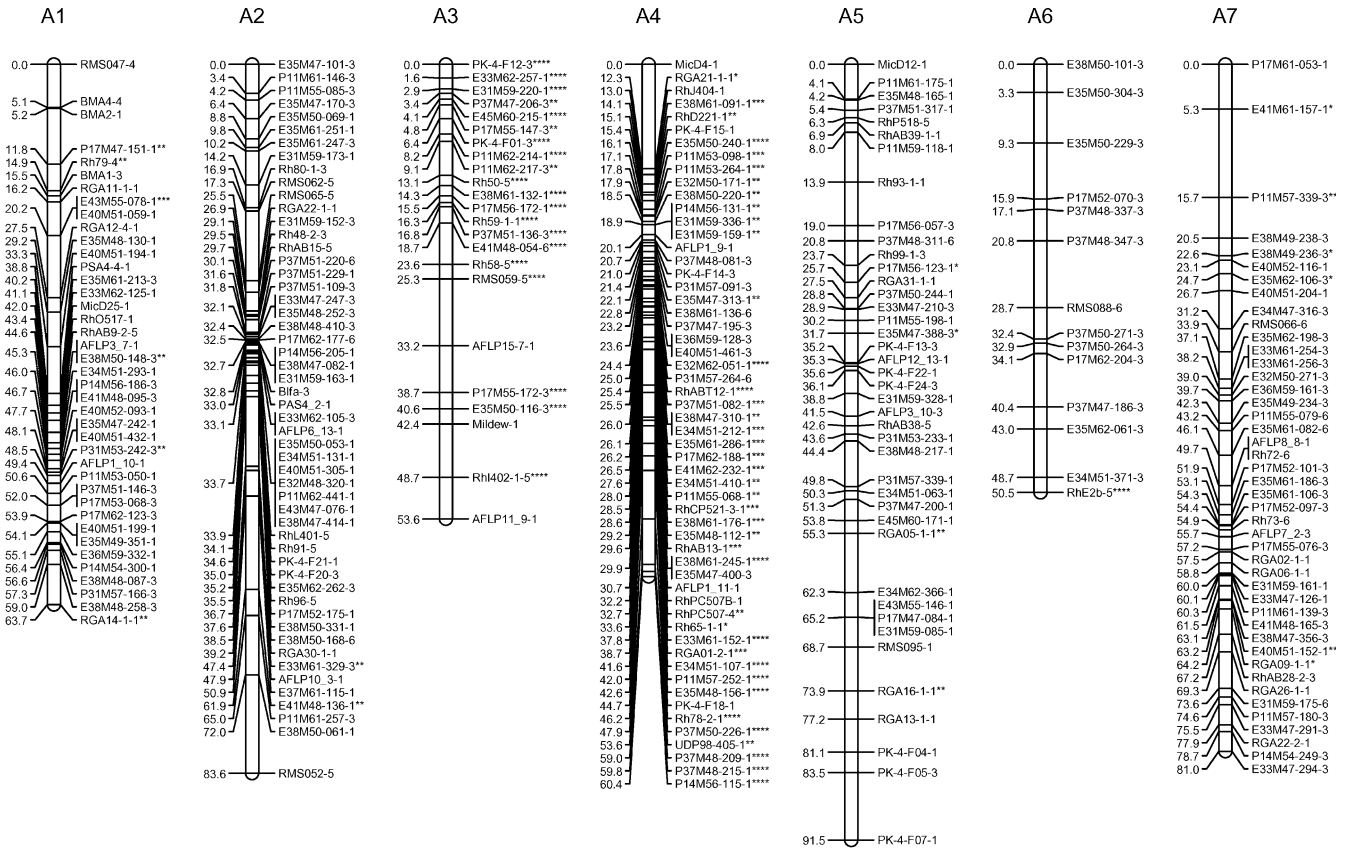 A1
0.0 RMS047-4
5.1 BMA4-4
5.2 BMA2-1
11.8 P17M47-151-1**
14.9 Rh79-4**
15.5 BMA1-3
16.2 RGA11-1-1
E43M55-078-1***
20.2 E40M51-059-1
27.5 RGA12-4-1
29.2 E35M48-130-1
33.3 E40M51-194-1
38.8 PSA4-4-1
40.2 E35M61-213-3
41.1 E33M62-125-1
42.0 MicD25-1
43.4 RhO517-1
44.6 RhAB9-2-5
AFLP3_7-1
45.3 E38M50-148-3**
46.0 E34M51-293-1
P14M56-186-3
46.7 E41M48-095-3
47.7 E40M52-093-1
E35M47-242-1
48.1 E40M51-432-1
48.5 P31M53-242-3**
49.4 AFLP1_10-1
50.6 P11M53-050-1
P37M51-146-3
52.0 P17M53-068-3
53.9 P17M62-123-3
E40M51-199-1
54.1 E35M49-351-1
55.1 E36M59-332-1
56.4 P14M54-300-1
56.6 E38M48-087-3
57.3 P31M57-166-3
59.0 E38M48-258-3
63.7 RGA14-1-1**
A2
0.0 E35M47-101-3
3.4 P11M61-146-3
4.2 P11M55-085-3
6.4 E35M47-170-3
8.8 E35M50-069-1
9.8 E35M61-251-1
10.2 E35M61-247-3
14.2 E31M59-173-1
16.9 Rh80-1-3
17.3 RMS062-5
25.5 RMS065-5
26.9 RGA22-1-1
29.1 E31M59-152-3
29.5 Rh48-2-3
29.7 RhAB15-5
30.1 P37M51-220-6
31.6 P37M51-229-1
31.8 P37M51-109-3
E33M47-247-3
32.1 E35M48-252-3
32.4 E38M48-410-3
32.5 P17M62-177-6
P14M56-205-1
32.7 E38M47-082-1
E31M59-163-1
32.8 Blfa-3
33.0 PAS4_2-1
E33M62-105-3
33.1 AFLP6_13-1
E35M50-053-1
E34M51-131-1
E40M51-305-1
33.7 E32M48-320-1
P11M62-441-1
E43M47-076-1
E38M47-414-1
33.9 RhL401-5
34.1 Rh91-5
34.6 PK-4-F21-1
35.0 PK-4-F20-3
35.2 E35M62-262-3
35.5 Rh96-5
36.7 P17M52-175-1
37.6 E38M50-331-1
38.5 E38M50-168-6
39.2 RGA30-1-1
47.4 E33M61-329-3**
47.9 AFLP10_3-1
50.9 E37M61-115-1
61.9 E41M48-136-1**
65.0 P11M61-257-3
72.0 E38M50-061-1
83.6 RMS052-5
A3
0.0 PK-4-F12-3****
1.6 E33M62-257-1****
2.9 E31M59-220-1****
3.4 P37M47-206-3**
4.1 E45M60-215-1****
4.8 P17M55-147-3**
6.4 PK-4-F01-3****
8.2 P11M62-214-1****
9.1 P11M62-217-3**
13.1 Rh50-5****
14.3 E38M61-132-1****
15.5 P17M56-172-1****
16.3 Rh59-1-1****
16.8 P37M51-136-3****
18.7 E41M48-054-6****
23.6 Rh58-5****
25.3 RMS059-5****
33.2 AFLP15-7-1
38.7 P17M55-172-3****
40.6 E35M50-116-3****
42.4 Mildew-1
48.7 RhI402-1-5****
53.6 AFLP11_9-1
A4
0.0 MicD4-1
12.3 RGA21-1-1*
13.0 RhJ404-1
14.1 E38M61-091-1***
15.1 RhD221-1**
15.4 PK-4-F15-1
16.1 E35M50-240-1****
17.1 P11M53-098-1***
17.8 P11M53-264-1***
17.9 E32M50-171-1**
18.5 E38M50-220-1**
P14M56-131-1**
18.9 E31M59-336-1**
E31M59-159-1**
20.1 AFLP1_9-1
20.7 P37M48-081-3
21.0 PK-4-F14-3
21.4 P31M57-091-3
22.1 E35M47-313-1**
22.8 E38M61-136-6
23.2 P37M47-195-3
E36M59-128-3
23.6 E40M51-461-3
24.4 E32M62-051-1****
25.0 P31M57-264-6
25.4 RhABT12-1****
25.5 P37M51-082-1***
E38M47-310-1**
26.0 E34M51-212-1***
26.1 E35M61-286-1***
26.2 P17M62-188-1***
26.5 E41M62-232-1***
27.6 E34M51-410-1**
28.0 P11M55-068-1**
28.5 RhCP521-3-1**
28.6 E38M61-176-1***
29.2 E35M48-112-1**
29.6 RhAB13-1***
E38M61-245-1****
29.9 E35M47-400-3
30.7 AFLP1_11-1
32.2 RhPC507B-1
32.7 RhPC507-4**
33.6 Rh65-1-1*
37.8 E33M61-152-1****
38.7 RGA01-2-1***
41.6 E34M51-107-1****
42.0 P11M57-252-1****
42.6 E35M48-156-1****
44.7 PK-4-F18-1
46.2 Rh78-2-1****
47.9 P37M50-226-1****
53.6 UDP98-405-1**
59.0 P37M48-209-1****
59.8 P37M48-215-1****
60.4 P14M56-115-1****
A5
0.0 MicD12-1
4.1 P11M61-175-1
4.2 E35M48-165-1
5.4 P37M51-317-1
6.3 RhP518-5
6.9 RhAB39-1-1
8.0 P11M59-118-1
13.9 Rh93-1-1
19.0 P17M56-057-3
20.8 P37M48-311-6
23.7 Rh99-1-3
25.7 P17M56-123-1*
27.5 RGA31-1-1
28.8 P37M50-244-1
28.9 E33M47-210-3
30.2 P11M55-198-1
31.7 E35M47-388-3*
35.2 PK-4-F13-3
35.3 AFLP12_13-1
35.6 PK-4-F22-1
36.1 PK-4-F24-3
38.8 E31M59-328-1
41.5 AFLP3_10-3
42.6 RhAB38-5
43.6 P31M53-233-1
44.4 E38M48-217-1
49.8 P31M57-339-1
50.3 E34M51-063-1
51.3 P37M47-200-1
53.8 E45M60-171-1
55.3 RGA05-1-1**
62.3 E34M62-366-1
E43M55-146-1
65.2 P17M47-084-1
E31M59-085-1
68.7 RMS095-1
73.9 RGA16-1-1**
77.2 RGA13-1-1
81.1 PK-4-F04-1
83.5 PK-4-F05-3
91.5 PK-4-F07-1
A6
0.0 E38M50-101-3
3.3 E35M50-304-3
9.3 E35M50-229-3
15.9 P17M52-070-3
17.1 P37M48-337-3
20.8 P37M48-347-3
28.7 RMS088-6
32.4 P37M50-271-3
32.9 P37M50-264-3
34.1 P17M62-204-3
40.4 P37M47-186-3
43.0 E35M62-061-3
48.7 E34M51-371-3
50.5 RhE2b-5****
A7
0.0 P17M61-053-1
5.3 E41M61-157-1*
15.7 P11M57-339-3**
20.5 E38M49-238-3
22.6 E38M49-236-3*
23.1 E40M52-116-1
24.7 E35M62-106-3*
26.7 E40M51-204-1
31.2 E34M47-316-3
33.9 RMS066-6
37.1 E35M62-198-3
E33M61-254-3
38.2 E33M61-256-3
39.0 E32M50-271-3
39.7 E36M59-161-3
42.3 E35M49-234-3
43.2 P11M55-079-6
46.1 E35M61-082-6
AFLP8_8-1
49.7 Rh72-6
51.9 P17M52-101-3
53.1 E35M61-186-3
54.3 E35M61-106-3
54.4 P17M52-097-3
54.9 Rh73-6
55.7 AFLP7_2-3
57.2 P17M55-076-3
57.5 RGA02-1-1
58.8 RGA06-1-1
60.0 E31M59-161-1
60.1 E33M47-126-1
60.3 P11M61-139-3
61.5 E41M48-165-3
63.1 E38M47-356-3
63.2 E40M51-152-1**
64.2 RGA09-1-1*
67.2 RhAB28-2-3
69.3 RGA26-1-1
73.6 E31M59-175-6
74.6 P11M57-180-3
75.5 E33M47-291-3
77.9 RGA22-2-1
78.7 P14M54-249-3
81.0 E33M47-294-3